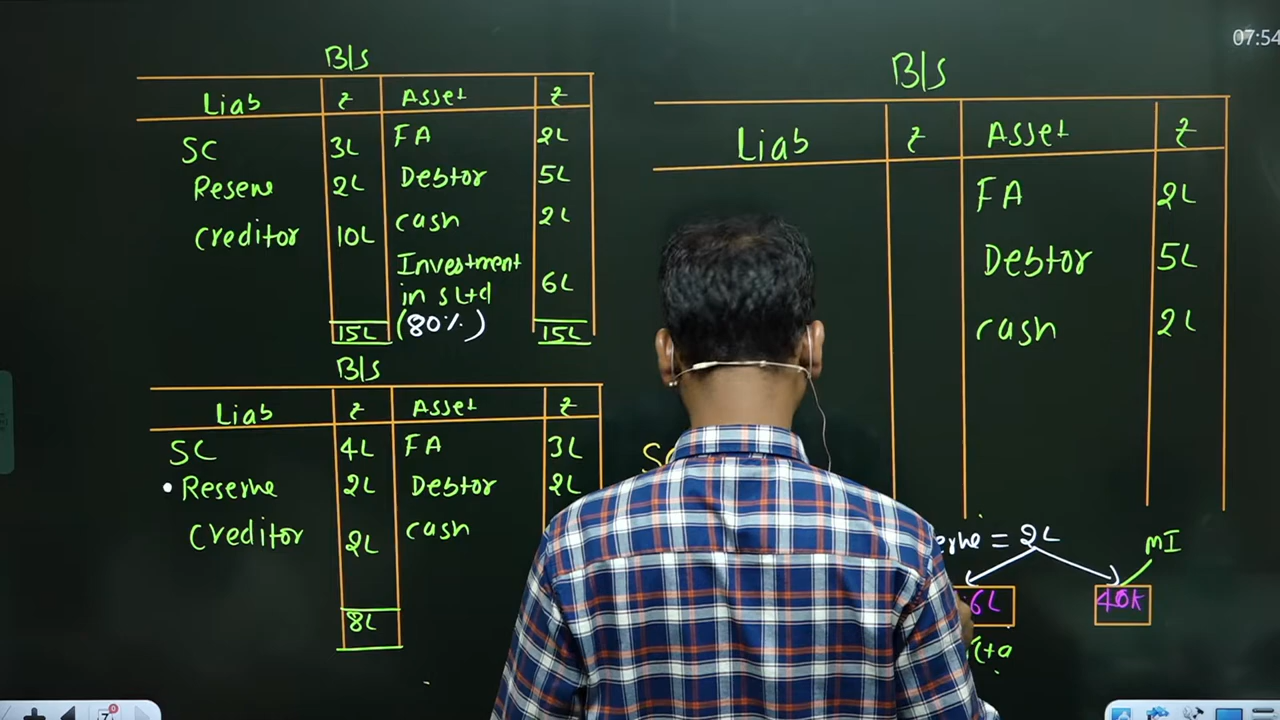 07:54
B/S
Liab ₹ Asset ₹
SC 3L FA 2L
Reserve 2L Debtor 5L
Creditor 10L cash 2L
Investment
in S Ltd 6L
15L (80%) 15L
B/S
Liab ₹ Asset ₹
SC 4L FA 3L
• Reserve 2L Debtor 2L
Creditor 2L cash
8L
B/S
Liab ₹ Asset ₹
FA 2L
Debtor 5L
cash 2L
= 2L
MI
6L 40K